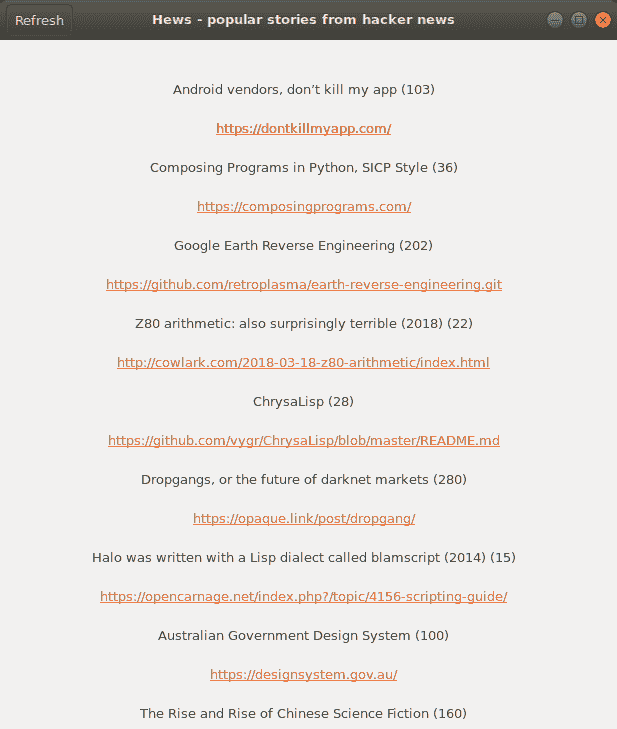 Refresh
Hews - popular stories from hacker news
Android vendors, don’t kill my app (103)
https://dontkillmyapp.com/
Composing Programs in Python, SICP Style (36)
https://composingprograms.com/
Google Earth Reverse Engineering (202)
https://github.com/retroplasma/earth-reverse-engineering.git
Z80 arithmetic: also surprisingly terrible (2018) (22)
http://cowlark.com/2018-03-18-z80-arithmetic/index.html
ChrysaLisp (28)
https://github.com/vygr/ChrysaLisp/blob/master/README.md
Dropgangs, or the future of darknet markets (280)
https://opaque.link/post/dropgang/
Halo was written with a Lisp dialect called blamscript (2014) (15)
https://opencarnage.net/index.php?/topic/4156-scripting-guide/
Australian Government Design System (100)
https://designsystem.gov.au/
The Rise and Rise of Chinese Science Fiction (160)